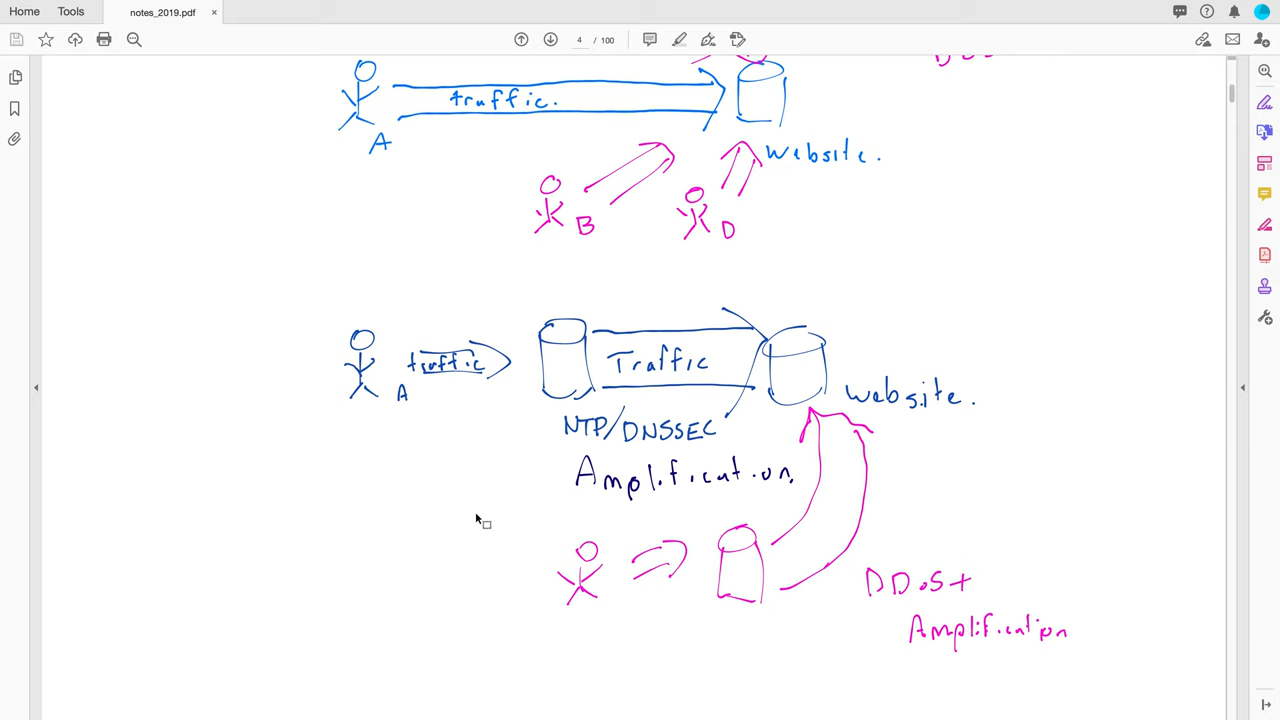 Home
Tools
notes_2019.pdf
×
4 / 100
traffic.
A
website.
B
D
traffic
A
Traffic
website.
NTP/DNSSEC
Amplification.
DDoS+
Amplification